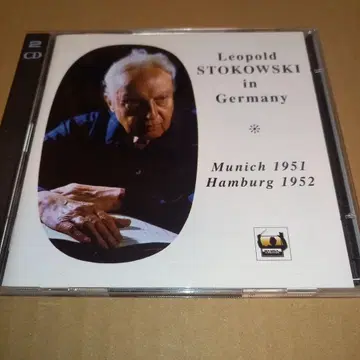 2
CD
Leopold
STOKOWSKI
in
Germany
Munich 1951
Hamburg 1952